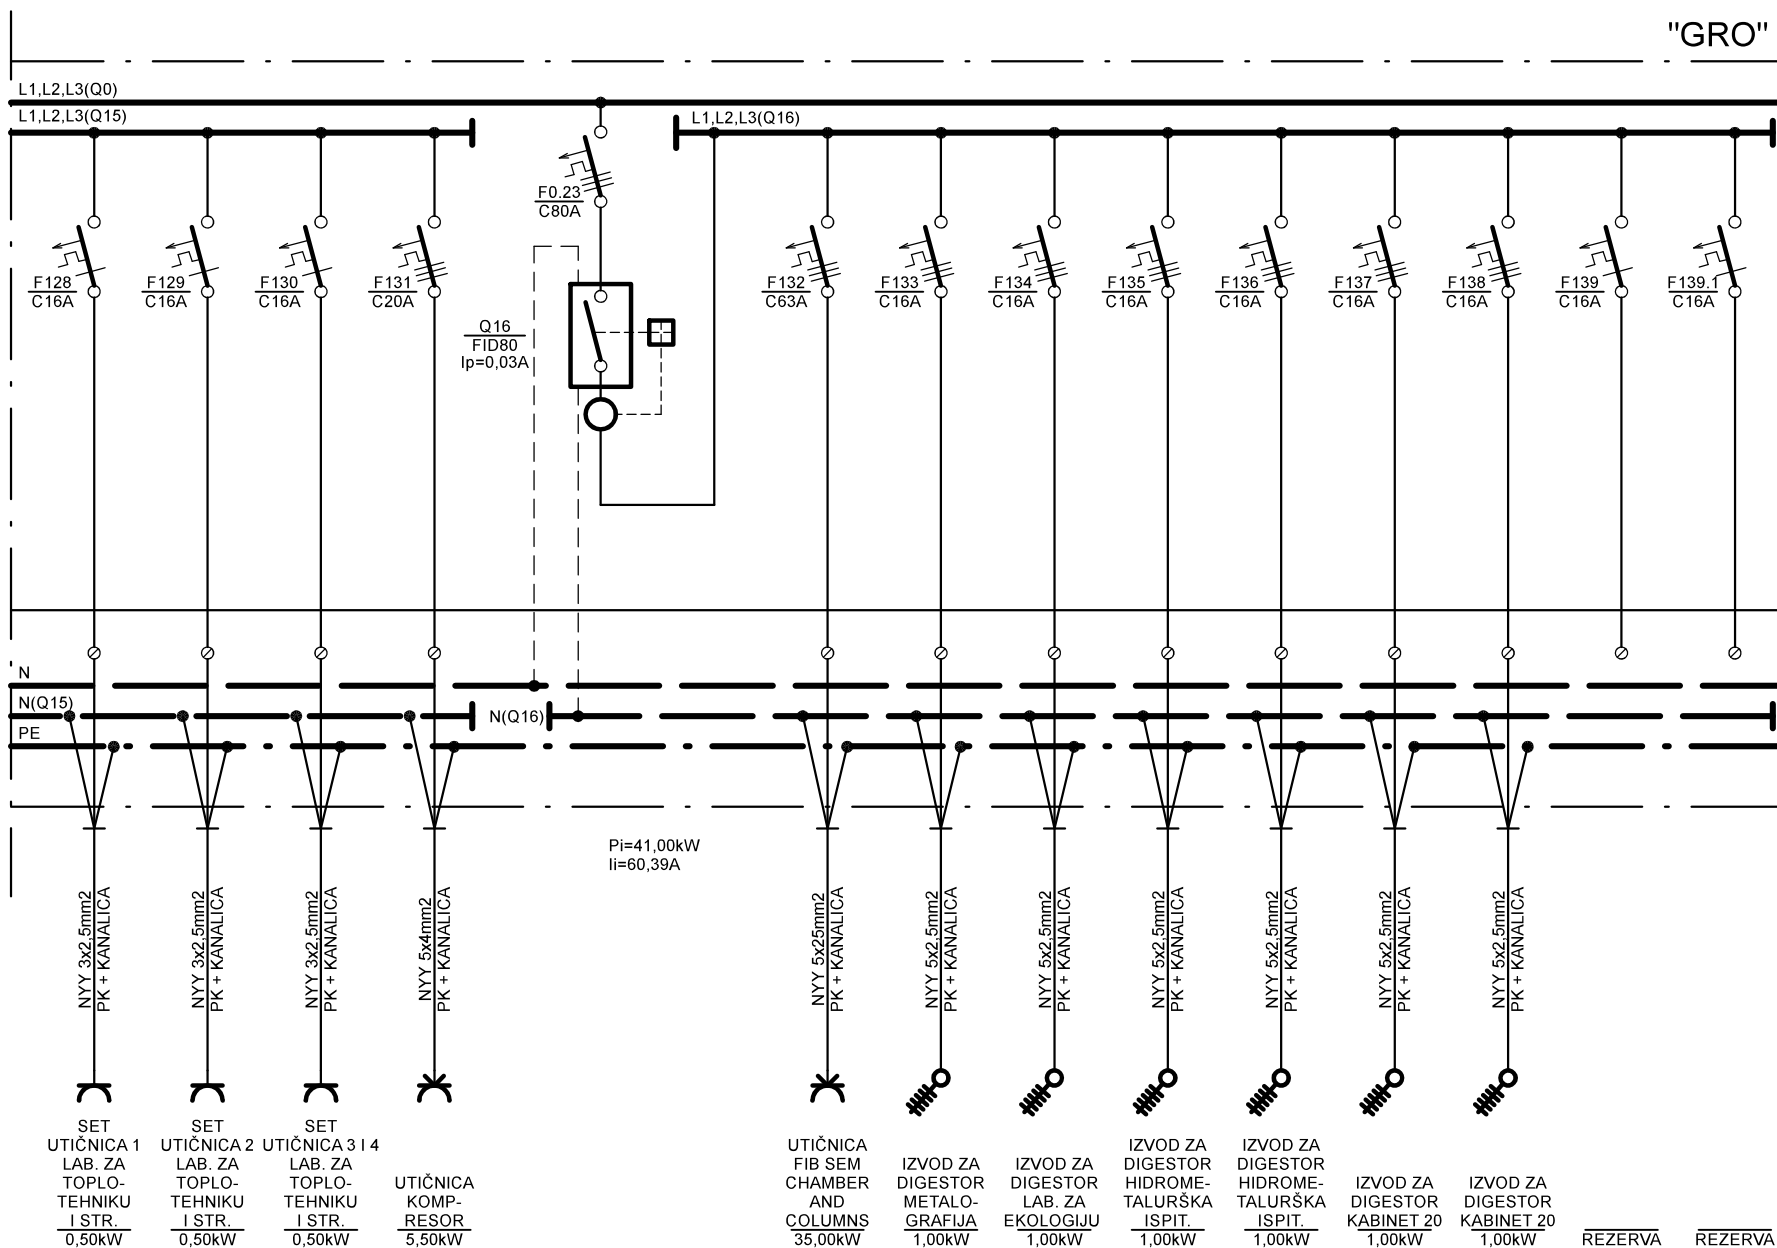 "GRO"
L1,L2,L3(Q0)
L1,L2,L3(Q15)
L1,L2,L3(Q16)
F0.23
C80A
F128
C16A
F129
C16A
F130
C16A
F131
C20A
Q16
FID80
Ip=0,03A
F132
C63A
F133
C16A
F134
C16A
F135
C16A
F136
C16A
F137
C16A
F138
C16A
F139
C16A
F139.1
C16A
N
N(Q15)
N(Q16)
PE
Pi=41,00kW
Ii=60,39A
NYY 3x2,5mm2
PK + KANALICA
NYY 3x2,5mm2
PK + KANALICA
NYY 3x2,5mm2
PK + KANALICA
NYY 5x4mm2
PK + KANALICA
NYY 5x25mm2
PK + KANALICA
NYY 5x2,5mm2
PK + KANALICA
NYY 5x2,5mm2
PK + KANALICA
NYY 5x2,5mm2
PK + KANALICA
NYY 5x2,5mm2
PK + KANALICA
NYY 5x2,5mm2
PK + KANALICA
NYY 5x2,5mm2
PK + KANALICA
SET
UTIČNICA 1
LAB. ZA
TOPLO-
TEHNIKU
I STR.
0,50kW
SET
UTIČNICA 2
LAB. ZA
TOPLO-
TEHNIKU
I STR.
0,50kW
SET
UTIČNICA 3 I 4
LAB. ZA
TOPLO-
TEHNIKU
I STR.
0,50kW
UTIČNICA
KOMP-
RESOR
5,50kW
UTIČNICA
FIB SEM
CHAMBER
AND
COLUMNS
35,00kW
IZVOD ZA
DIGESTOR
METALO-
GRAFIJA
1,00kW
IZVOD ZA
DIGESTOR
LAB. ZA
EKOLOGIJU
1,00kW
IZVOD ZA
DIGESTOR
HIDROME-
TALURŠKA
ISPIT.
1,00kW
IZVOD ZA
DIGESTOR
HIDROME-
TALURŠKA
ISPIT.
1,00kW
IZVOD ZA
DIGESTOR
KABINET 20
1,00kW
IZVOD ZA
DIGESTOR
KABINET 20
1,00kW
REZERVA
REZERVA